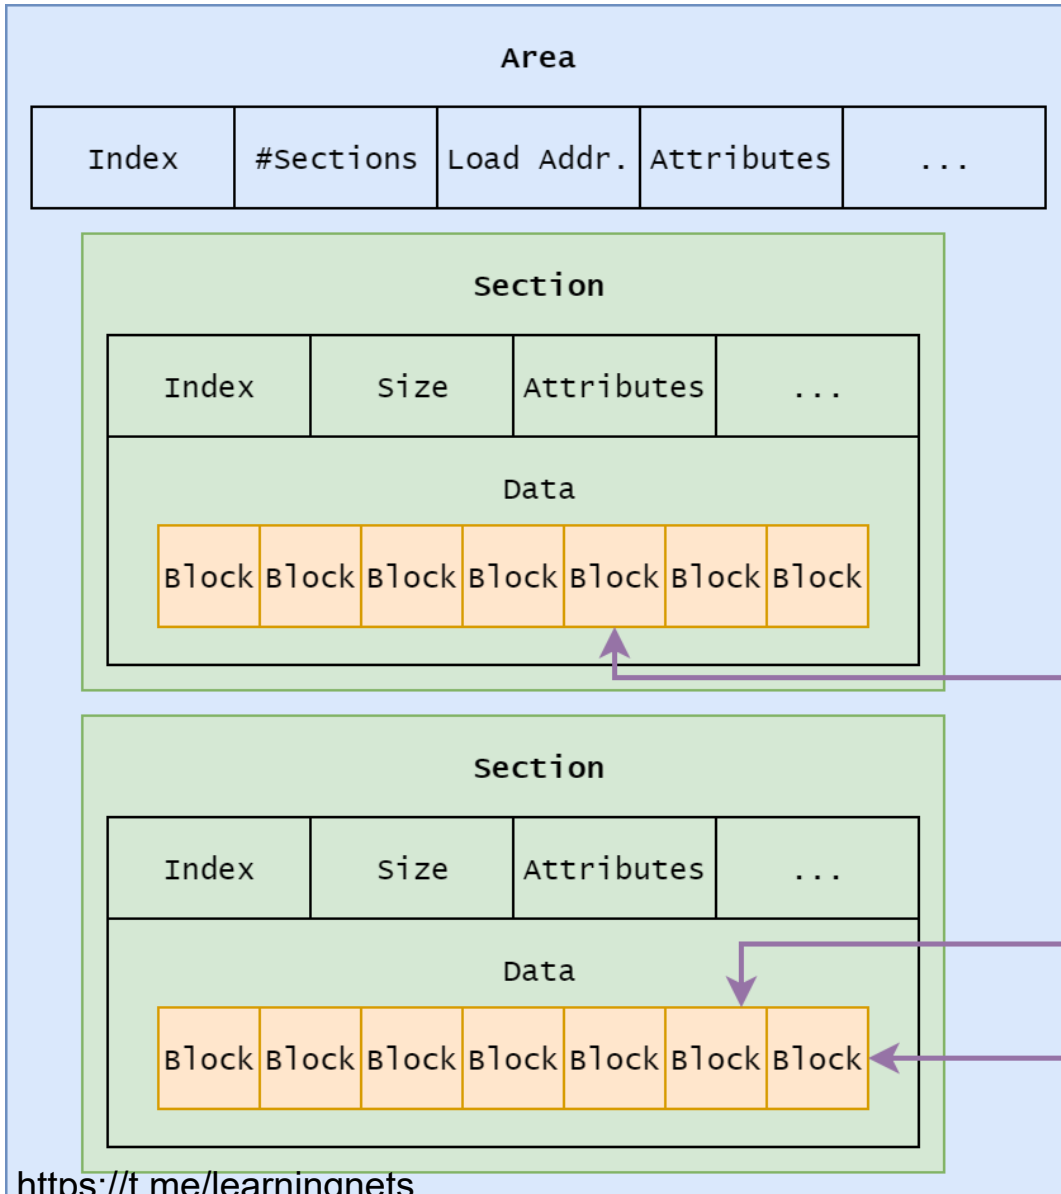 Area
Index #Sections Load Addr. Attributes ...
Section
Index Size Attributes ...
Data
Block Block Block Block Block Block Block
Section
Index Size Attributes ...
Data
Block Block Block Block Block Block Block
https://t.me/learningnets